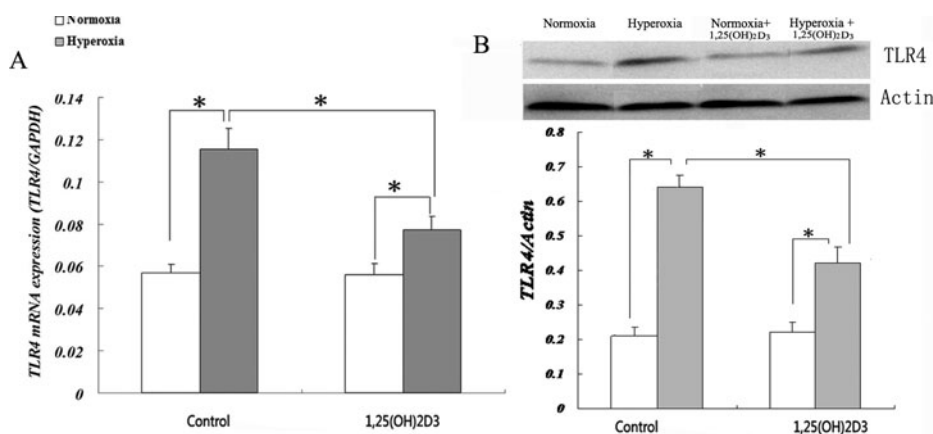 Normoxia
Hyperoxia
A
TLR4 mRNA expression (TLR4/GAPDH)
0.14
0.12
0.1
0.08
0.06
0.04
0.02
0
*
*
*
Control
1,25(OH)2D3
B
Normoxia
Hyperoxia
Normoxia+
1,25(OH)2D3
Hyperoxia +
1,25(OH)2D3
TLR4
Actin
TLR4/Actin
0.8
0.7
0.6
0.5
0.4
0.3
0.2
0.1
0
*
*
*
Control
1,25(OH)2D3